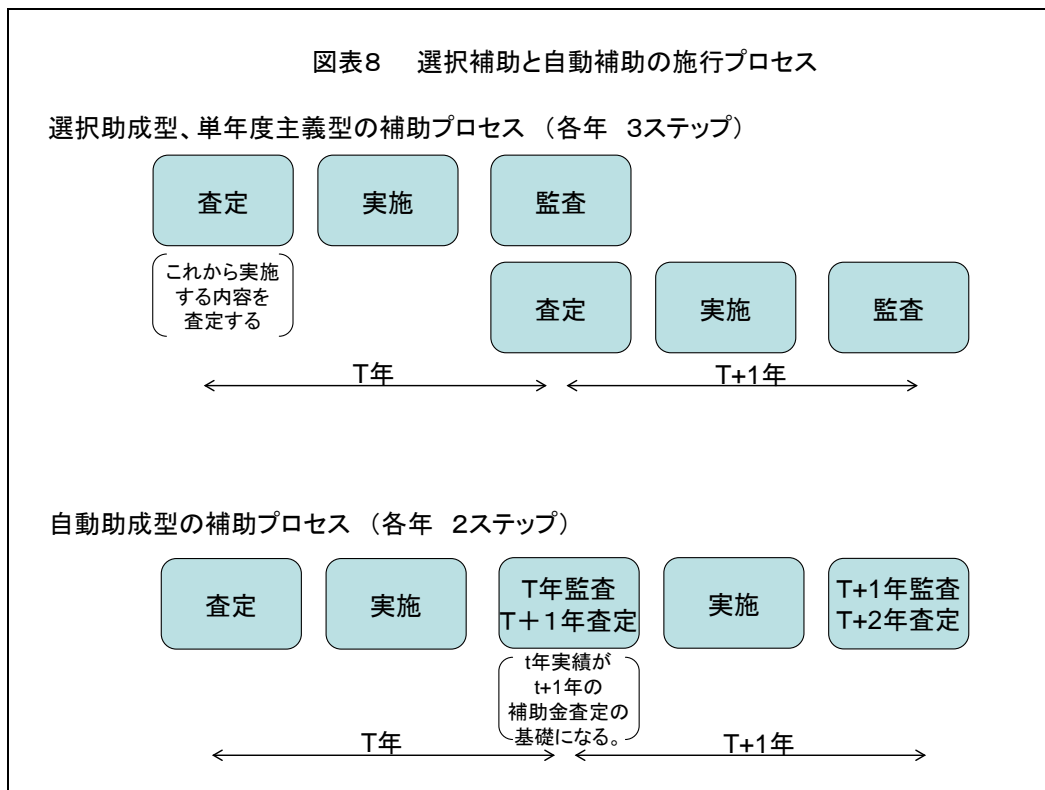 図表８　選択補助と自動補助の施行プロセス
選択助成型、単年度主義型の補助プロセス （各年　3ステップ）
査定
実施
監査
これから実施
する内容を
査定する
査定
実施
監査
T年
T+1年
自動助成型の補助プロセス （各年　２ステップ）
査定
実施
T年監査
T＋１年査定
実施
T+1年監査
T+2年査定
t年実績が
t+1年の
補助金査定の
基礎になる。
T年
T+1年